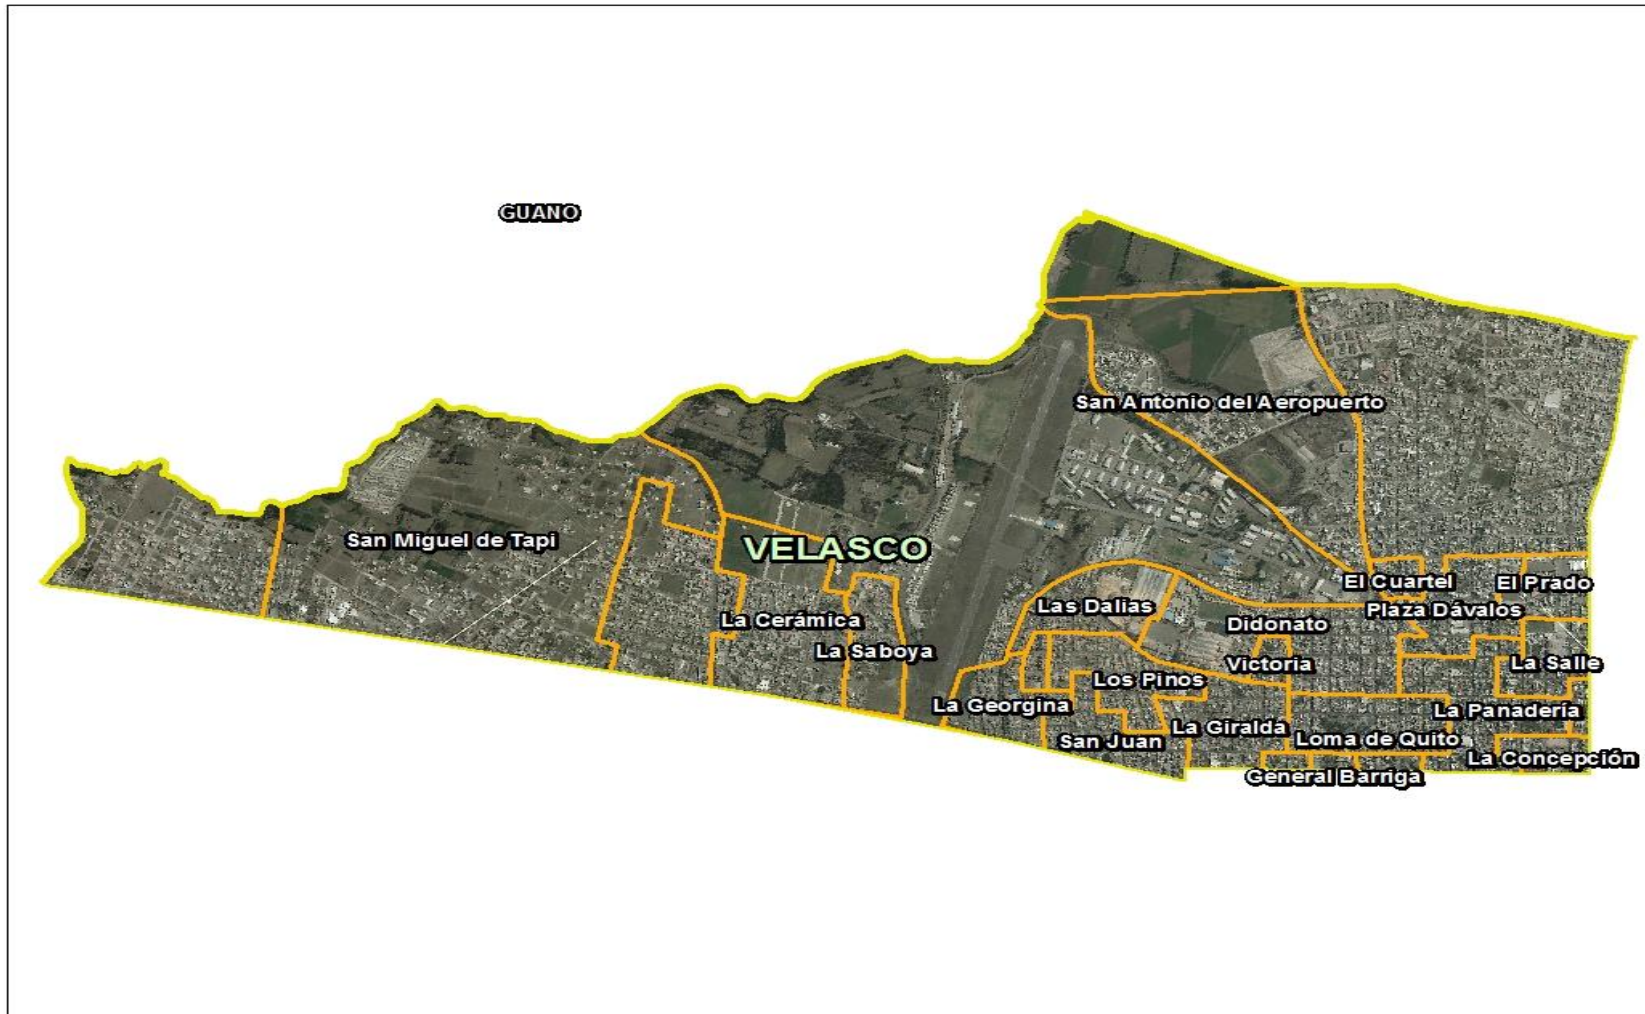 GUANO
San Antonio del Aeropuerto
San Miguel de Tapi
VELASCO
El Cuartel
El Prado
Las Dalias
Plaza Dávalos
La Cerámica
Didonato
La Saboya
Victoria
La Salle
Los Pinos
La Georgina
La Panadería
La Giralda
San Juan
Loma de Quito
La Concepción
General Barriga